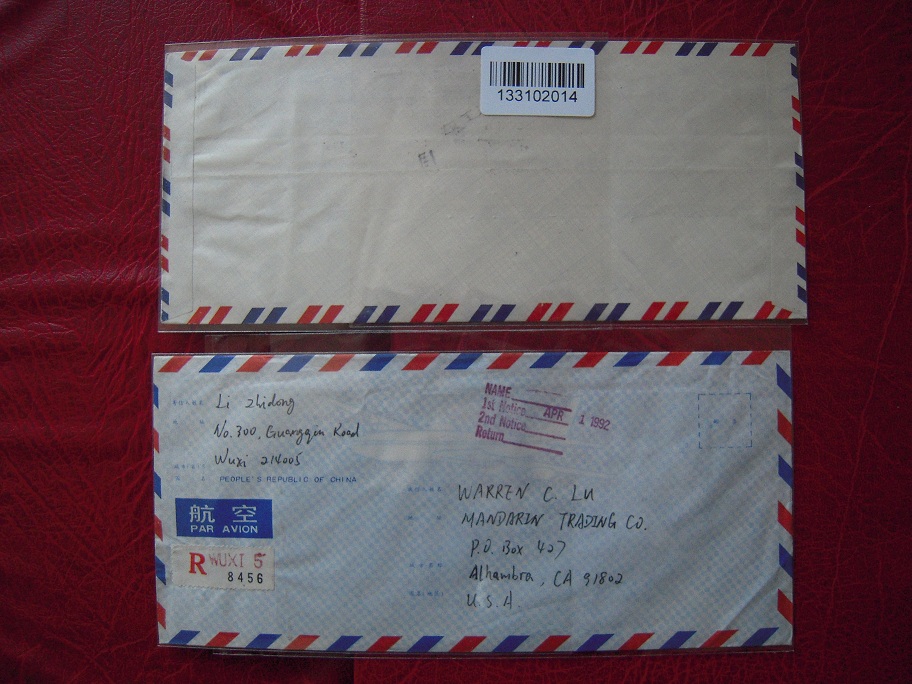 133102014
Li Zhidong
No.300, Guangqin Road
Wuxi 214005
PEOPLE'S REPUBLIC OF CHINA
航空
PAR AVION
R WUXI 5
8456
NAME
1st Notice APR 1 1992
2nd Notice
Return
WARREN C. LU
MANDARIN TRADING CO.
P.O. Box 427
Alhambra, CA 91802
U.S.A.